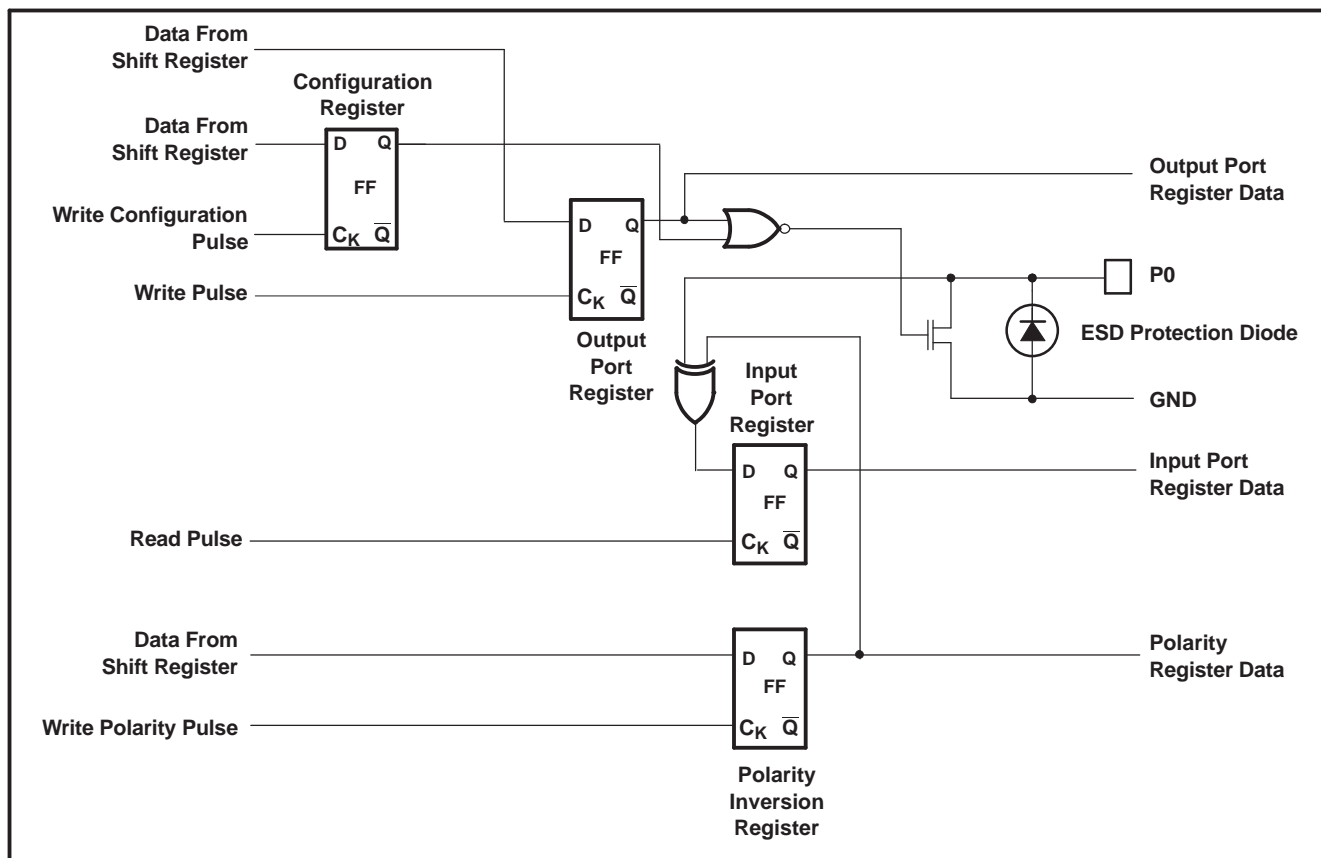 Data From
Shift Register
Configuration
Register
Data From
Shift Register
D Q
FF
Write Configuration
Pulse
CK Q
Output Port
Register Data
D Q
FF
Write Pulse
CK Q
P0
ESD Protection Diode
Output
Port
Register
Input
Port
Register
GND
D Q
FF
Input Port
Register Data
Read Pulse
CK Q
Data From
Shift Register
D Q
FF
Polarity
Register Data
Write Polarity Pulse
CK Q
Polarity
Inversion
Register